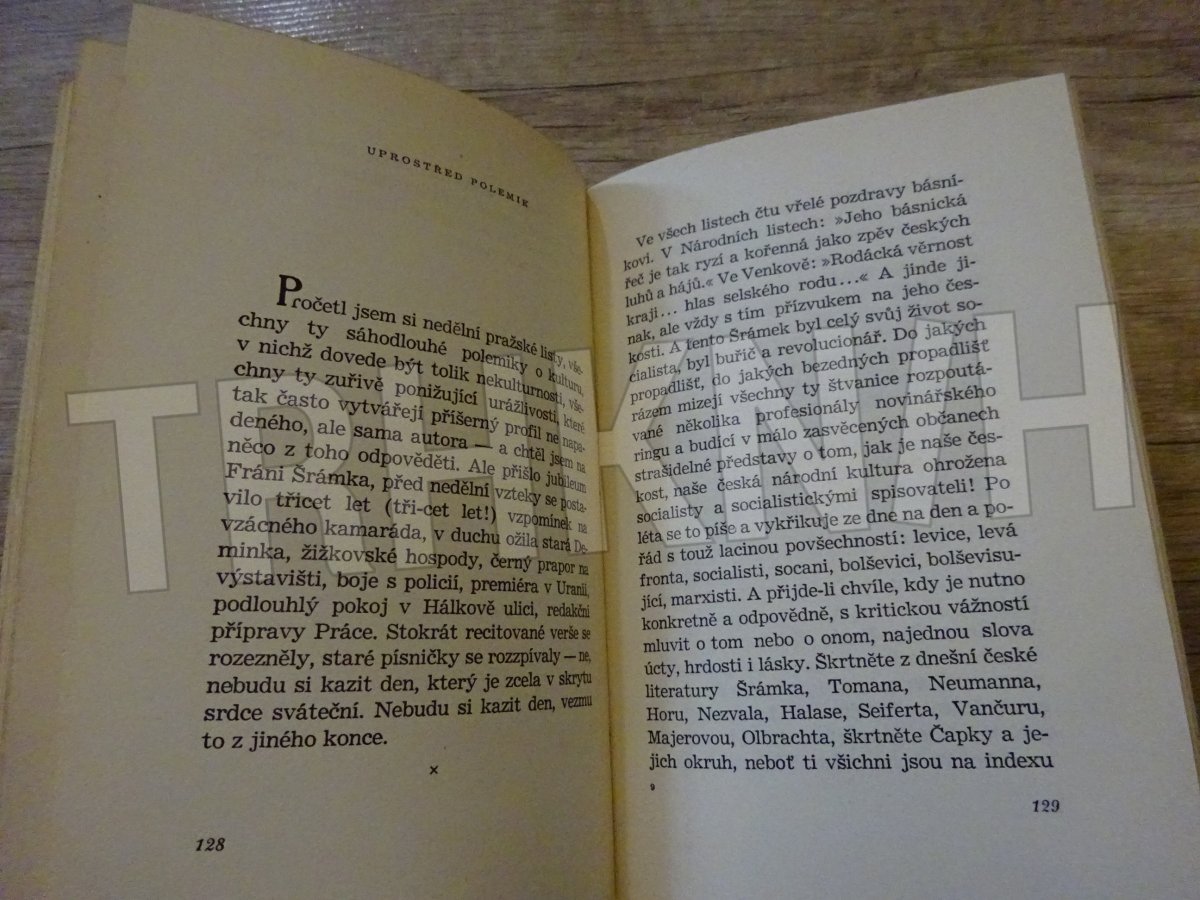 UPROSTŘED POLEMIK
Pročetl jsem si nedělní pražské listy, vše-
chny ty sáhodlouhé polemiky o kulturu,
v nichž dovede být tolik nekulturnosti, vše-
chny ty zuřivě ponižující urážlivosti, které
tak často vytvářejí příšerný profil ne napa-
deného, ale sama autora — a chtěl jsem na
něco z toho odpověděti. Ale přišlo jubileum
Fráni Šrámka, před nedělní vzteky se posta-
vilo třicet let (tři-cet let!) vzpomínek na
vzácného kamaráda, v duchu ožila stará De-
minka, žižkovské hospody, černý prapor na
výstavišti, boje s policií, premiéra v Uranii,
podlouhlý pokoj v Hálkově ulici, redakční
přípravy Práce. Stokrát recitované verše se
rozezněly, staré písničky se rozzpívaly — ne,
nebudu si kazit den, který je zcela v skrytu
srdce sváteční. Nebudu si kazit den, vezmu
to z jiného konce.
×
128
Ve všech listech čtu vřelé pozdravy básní-
kovi. V Národních listech: »Jeho básnická
řeč je tak ryzí a kořenná jako zpěv českých
luhů a hájů.« Ve Venkově: »Rodácká věrnost
kraji... hlas selského rodu...« A jinde ji-
nak, ale vždy s tím přízvukem na jeho čes-
kosti. A tento Šrámek byl celý svůj život so-
cialista, byl buřič a revolucionář. Do jakých
propadlišť, do jakých bezedných propadlišť
rázem mizejí všechny ty štvanice rozpoutá-
vané několika profesionály novinářského
ringu a budící v málo zasvěcených občanech
strašidelné představy o tom, jak je naše čes-
kost, naše česká národní kultura ohrožena
socialisty a socialistickými spisovateli! Po
léta se to píše a vykřikuje ze dne na den a po-
řád s touž lacinou povšechností: levice, levá
fronta, socialisti, socani, bolševici, bolševisu-
jící, marxisti. A přijde-li chvíle, kdy je nutno
konkretně a odpovědně, s kritickou vážností
mluvit o tom nebo o onom, najednou slova
úcty, hrdosti i lásky. Škrtněte z dnešní české
literatury Šrámka, Tomana, Neumanna,
Horu, Nezvala, Halase, Seiferta, Vančuru,
Majerovou, Olbrachta, škrtněte Čapky a je-
jich okruh, neboť ti všichni jsou na indexu
9
129
TRHKNIH